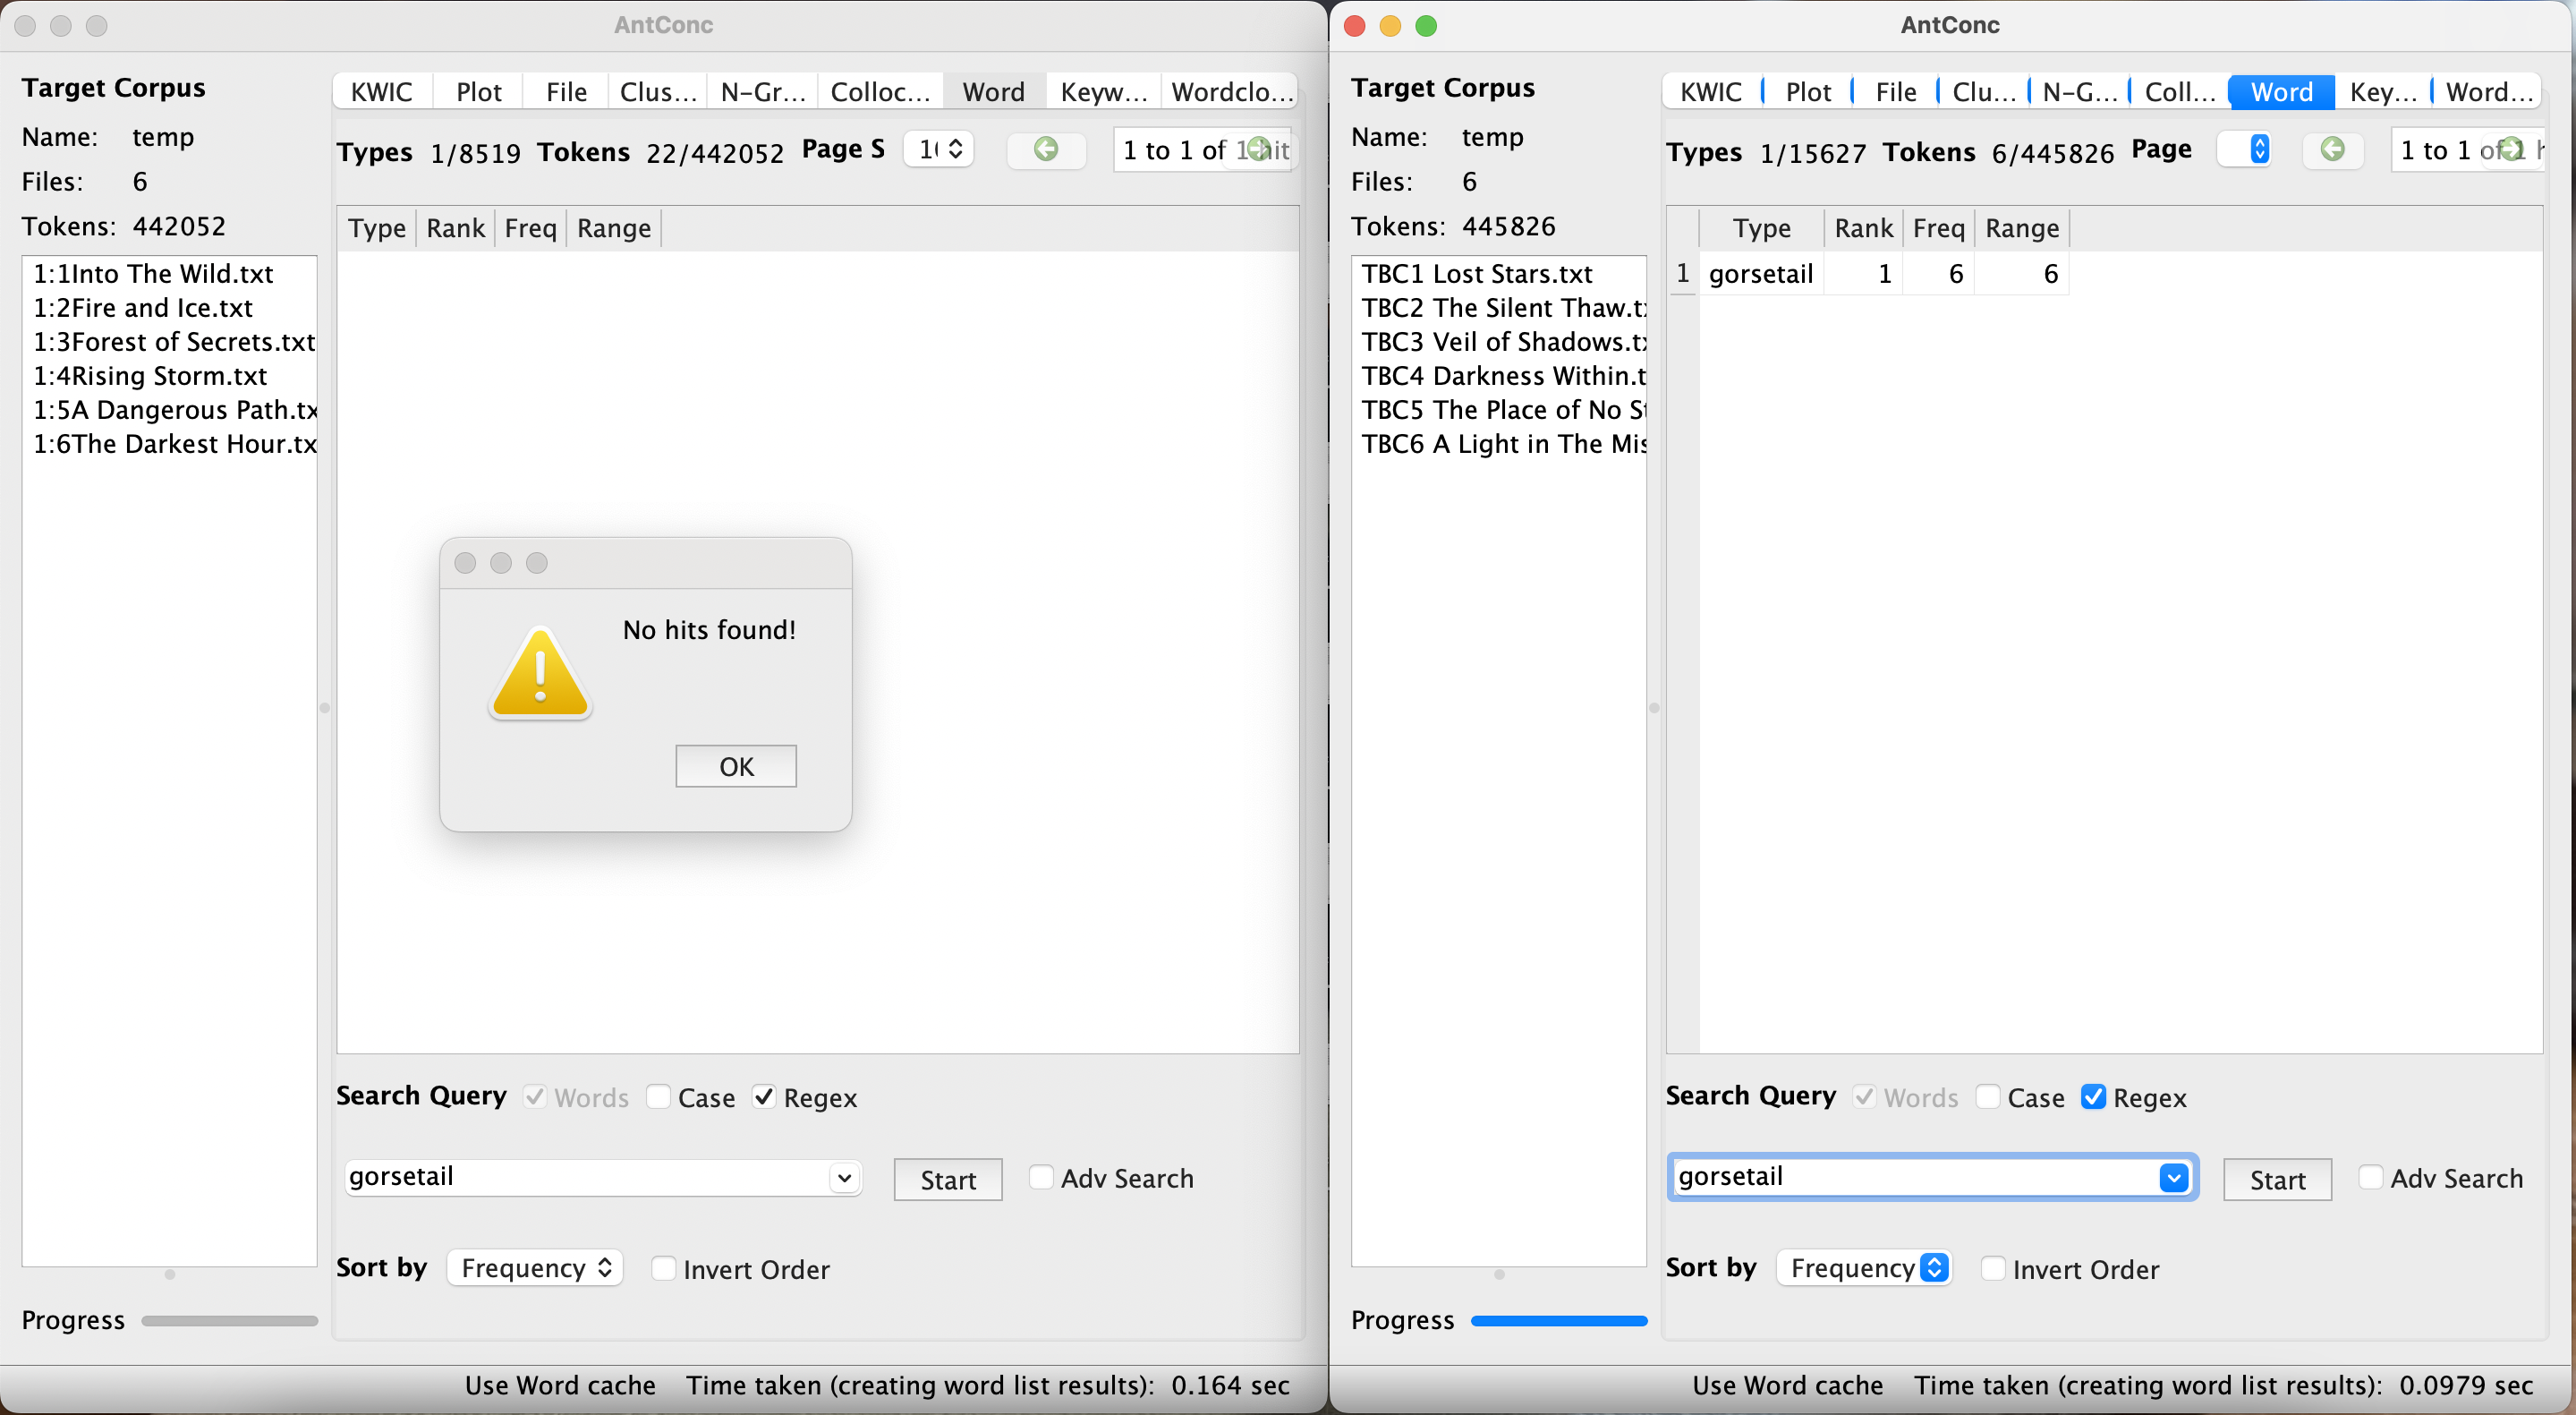 AntConc
Target Corpus
Name: temp
Files: 6
Tokens: 442052
1:1Into The Wild.txt
1:2Fire and Ice.txt
1:3Forest of Secrets.txt
1:4Rising Storm.txt
1:5A Dangerous Path.tx
1:6The Darkest Hour.tx
Progress
KWIC Plot File Clus... N-Gr... Colloc... Word Keyw... Wordclo...
Types 1/8519 Tokens 22/442052 Page S 1( 1 to 1 of 1 hit
Type Rank Freq Range
No hits found!
OK
Search Query Words Case Regex
gorsetail Start Adv Search
Sort by Frequency Invert Order
Use Word cache Time taken (creating word list results): 0.164 sec
AntConc
Target Corpus
Name: temp
Files: 6
Tokens: 445826
TBC1 Lost Stars.txt
TBC2 The Silent Thaw.t
TBC3 Veil of Shadows.t
TBC4 Darkness Within.t
TBC5 The Place of No S
TBC6 A Light in The Mis
Progress
KWIC Plot File Clu... N-G... Coll... Word Key... Word...
Types 1/15627 Tokens 6/445826 Page 1 to 1 of 1 h
Type Rank Freq Range
1 gorsetail 1 6 6
Search Query Words Case Regex
gorsetail Start Adv Search
Sort by Frequency Invert Order
Use Word cache Time taken (creating word list results): 0.0979 sec